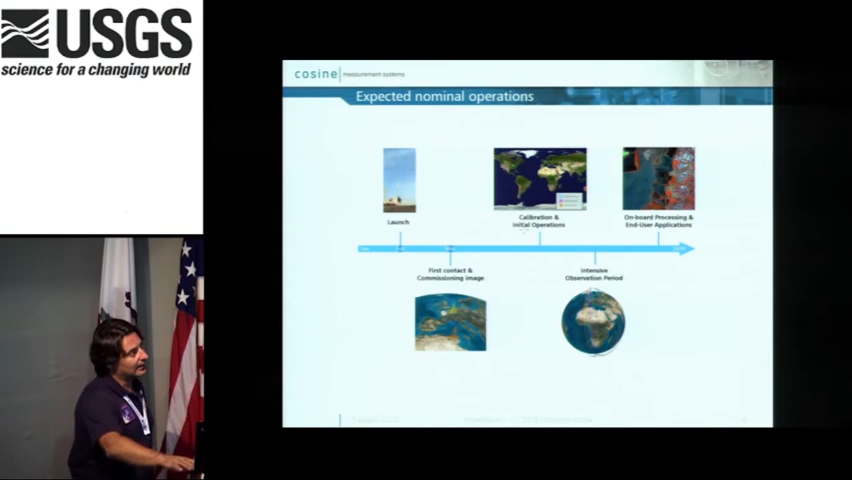 USGS
science for a changing world
cosine measurement systems
Expected nominal operations
Launch
Calibration &
Initial Operations
On-board Processing &
End-User Applications
First contact &
Commissioning image
Intensive
Observation Period